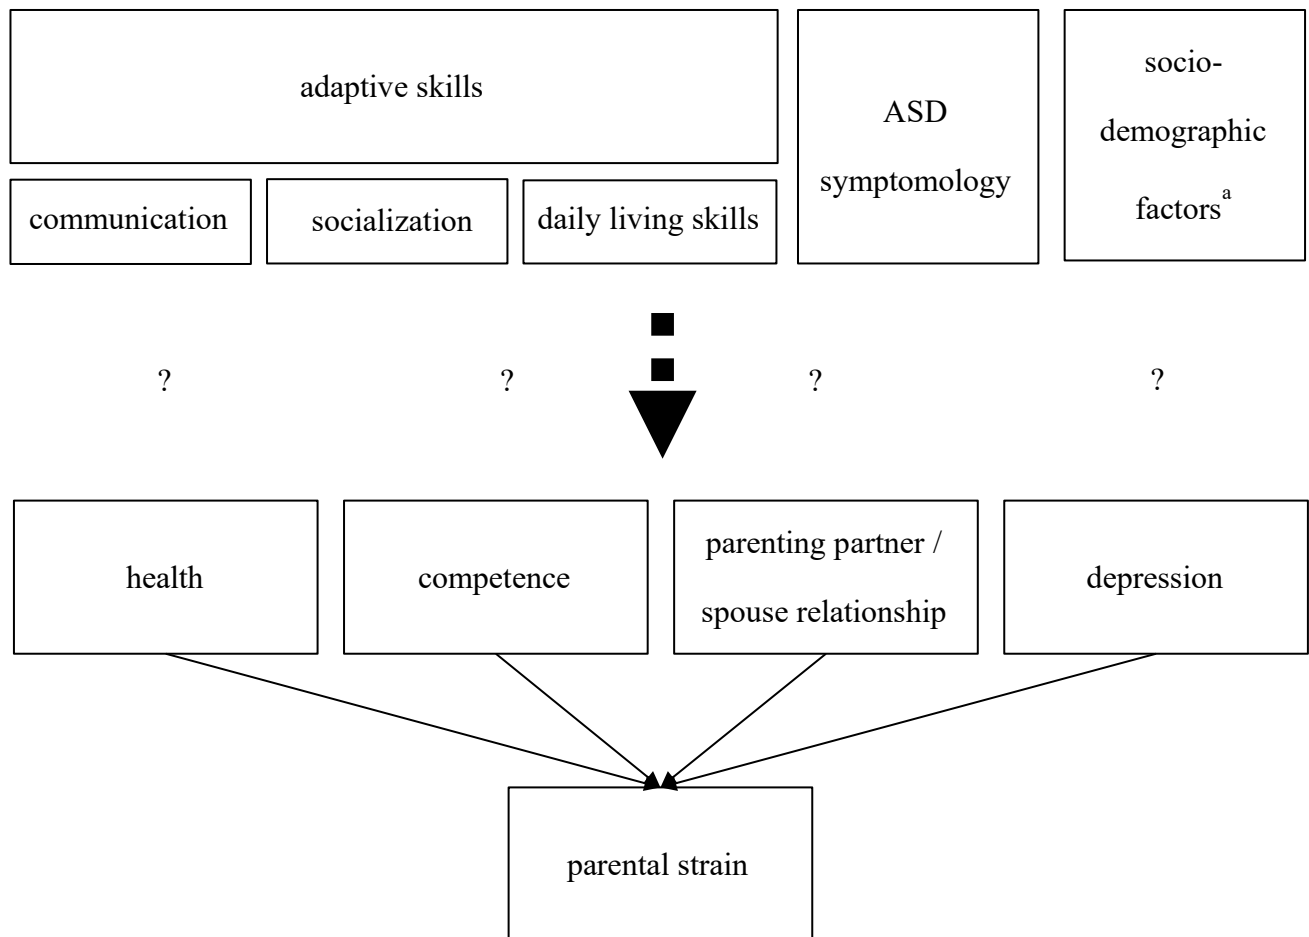 adaptive skills
ASD
symptomology
socio-
demographic
factorsᵃ
communication
socialization
daily living skills
?
?
?
?
health
competence
parenting partner /
spouse relationship
depression
parental strain